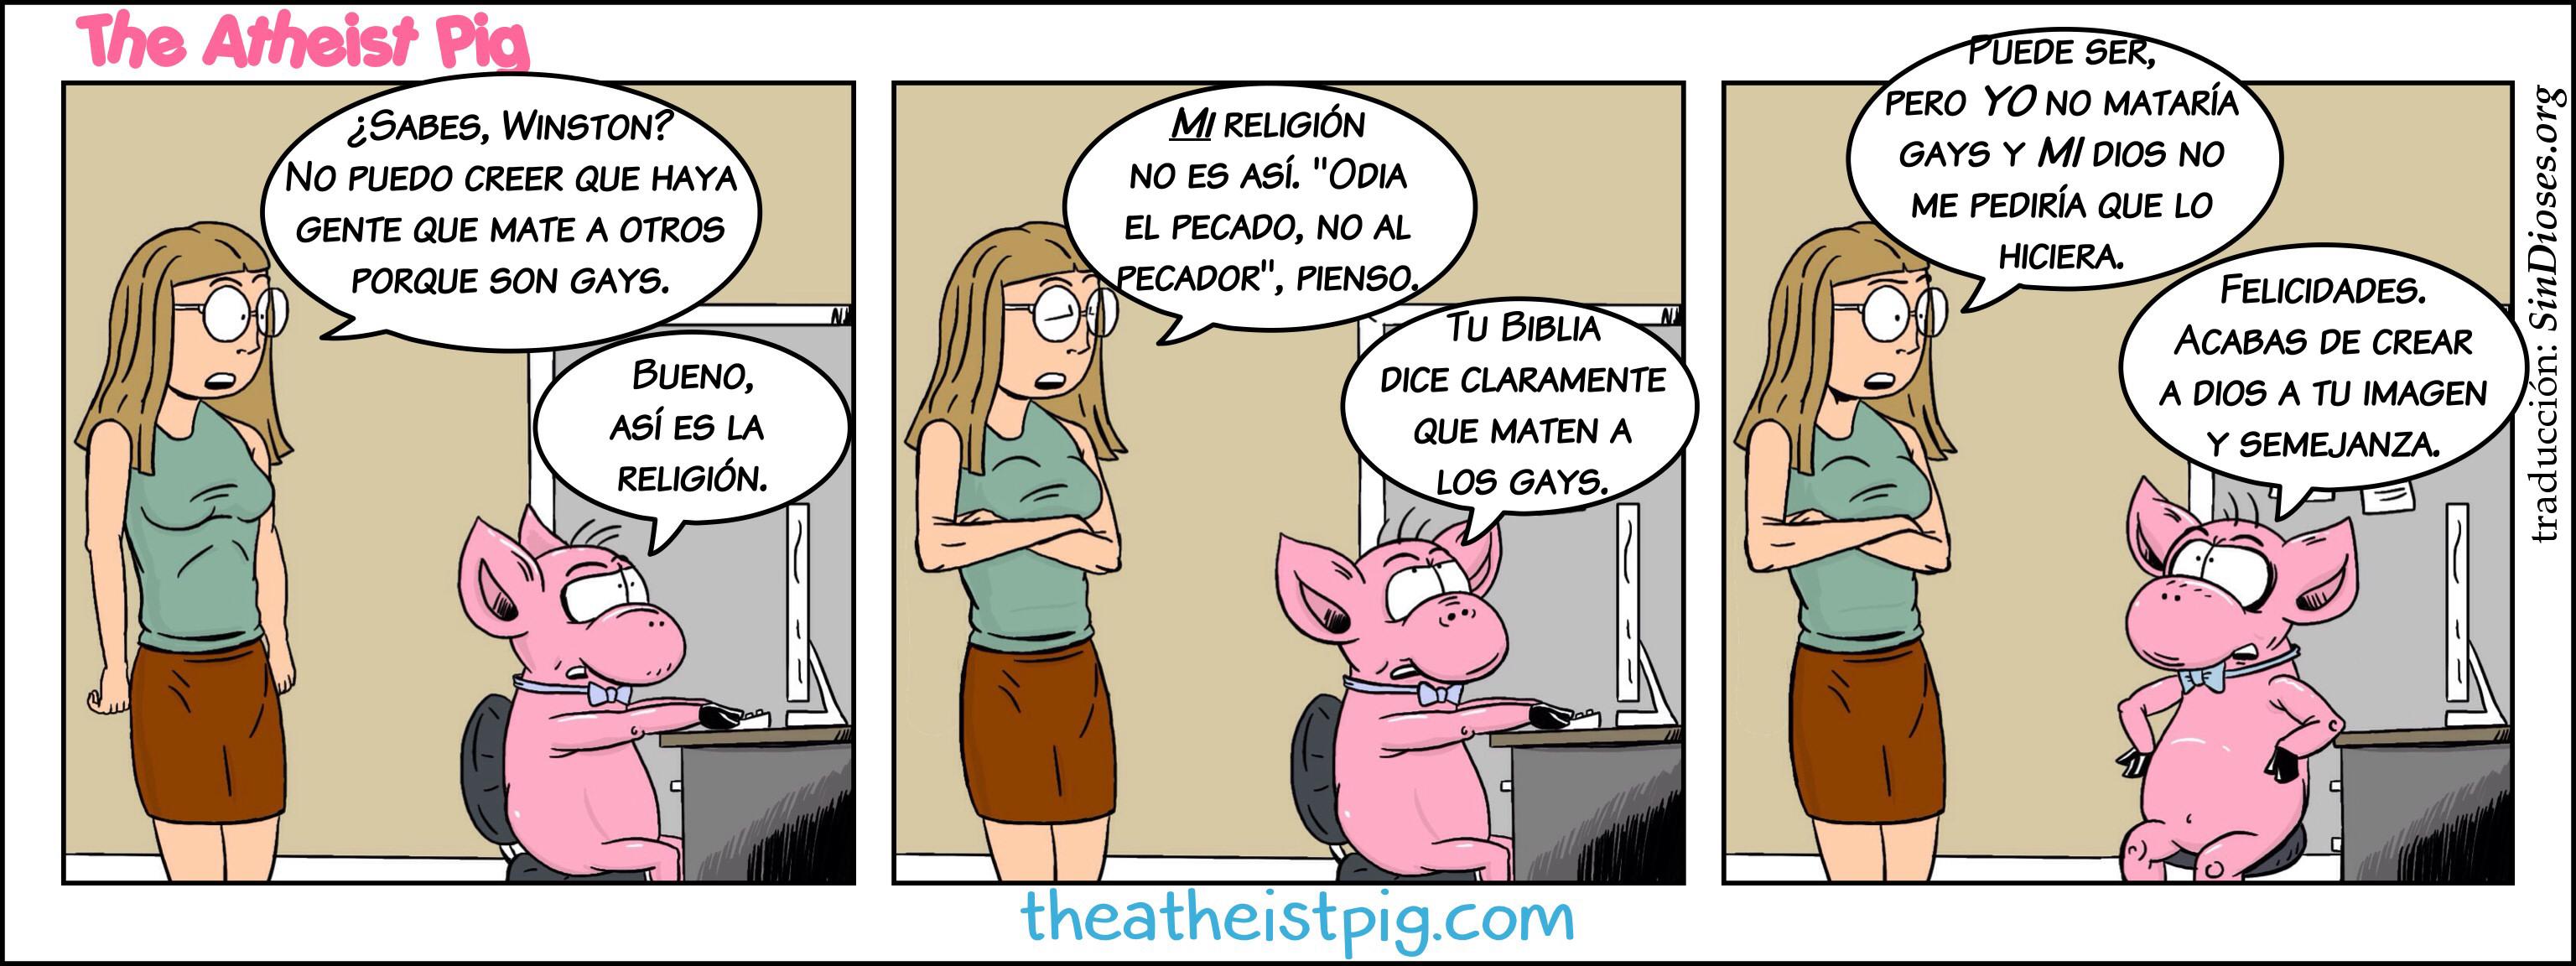 The Atheist Pig
¿SABES, WINSTON?
NO PUEDO CREER QUE HAYA
GENTE QUE MATE A OTROS
PORQUE SON GAYS.
BUENO,
ASÍ ES LA
RELIGIÓN.
MI RELIGIÓN
NO ES ASÍ. "ODIA
EL PECADO, NO AL
PECADOR", PIENSO.
TU BIBLIA
DICE CLARAMENTE
QUE MATEN A
LOS GAYS.
PUEDE SER,
PERO YO NO MATARÍA
GAYS Y MI DIOS NO
ME PEDIRÍA QUE LO
HICIERA.
FELICIDADES.
ACABAS DE CREAR
A DIOS A TU IMAGEN
Y SEMEJANZA.
traducción: SinDioses.org
theatheistpig.com